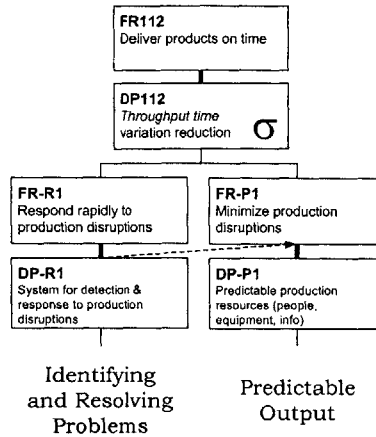 FR112
Deliver products on time
DP112
Throughput time
variation reduction
σ
FR-R1
Respond rapidly to
production disruptions
FR-P1
Minimize production
disruptions
DP-R1
System for detection &
response to production
disruptions
DP-P1
Predictable production
resources (people,
equipment, info)
Identifying
and Resolving
Problems
Predictable
Output